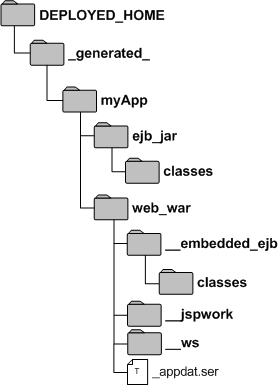 DEPLOYED_HOME
_generated_
myApp
ejb_jar
classes
web_war
__embedded_ejb
classes
__jspwork
__ws
T
_appdat.ser